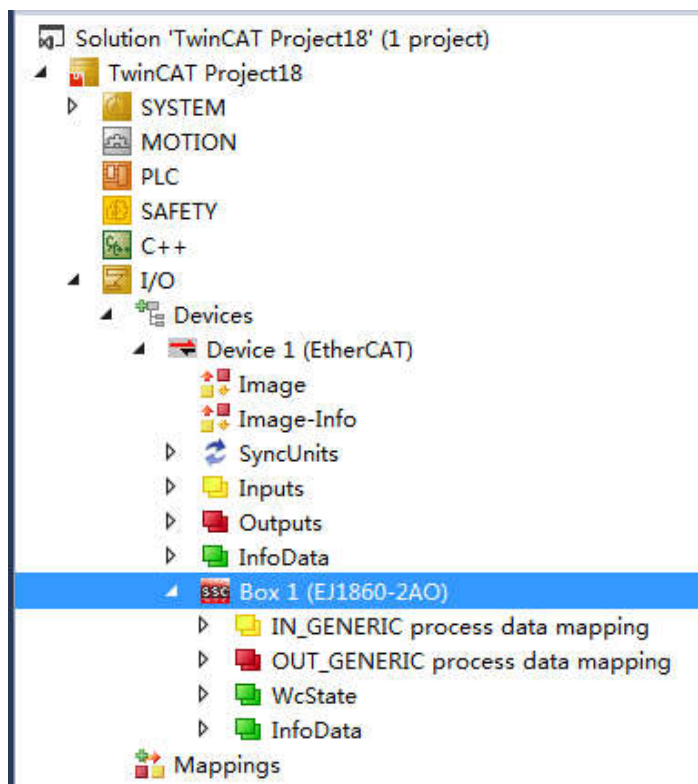 Solution 'TwinCAT Project18' (1 project)
TwinCAT Project18
SYSTEM
MOTION
PLC
SAFETY
C++
I/O
Devices
Device 1 (EtherCAT)
Image
Image-Info
SyncUnits
Inputs
Outputs
InfoData
SSC Box 1 (EJ1860-2AO)
IN_GENERIC process data mapping
OUT_GENERIC process data mapping
WcState
InfoData
Mappings